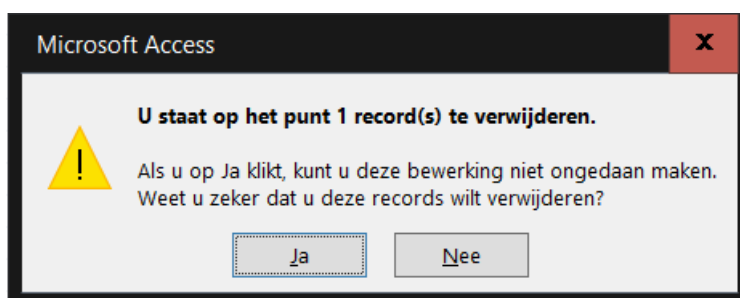 Microsoft Access
x
U staat op het punt 1 record(s) te verwijderen.
Als u op Ja klikt, kunt u deze bewerking niet ongedaan maken.
Weet u zeker dat u deze records wilt verwijderen?
Ja
Nee